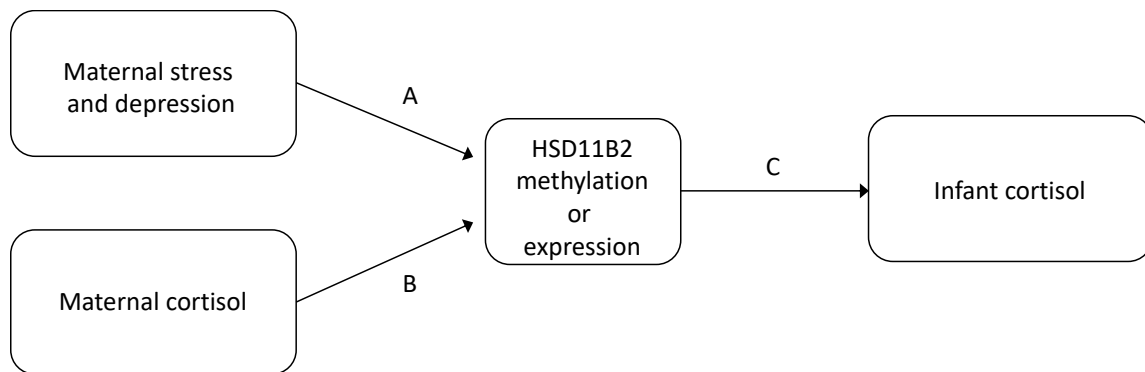 Maternal stress
and depression
A
HSD11B2
methylation
or
expression
C
Infant cortisol
Maternal cortisol
B